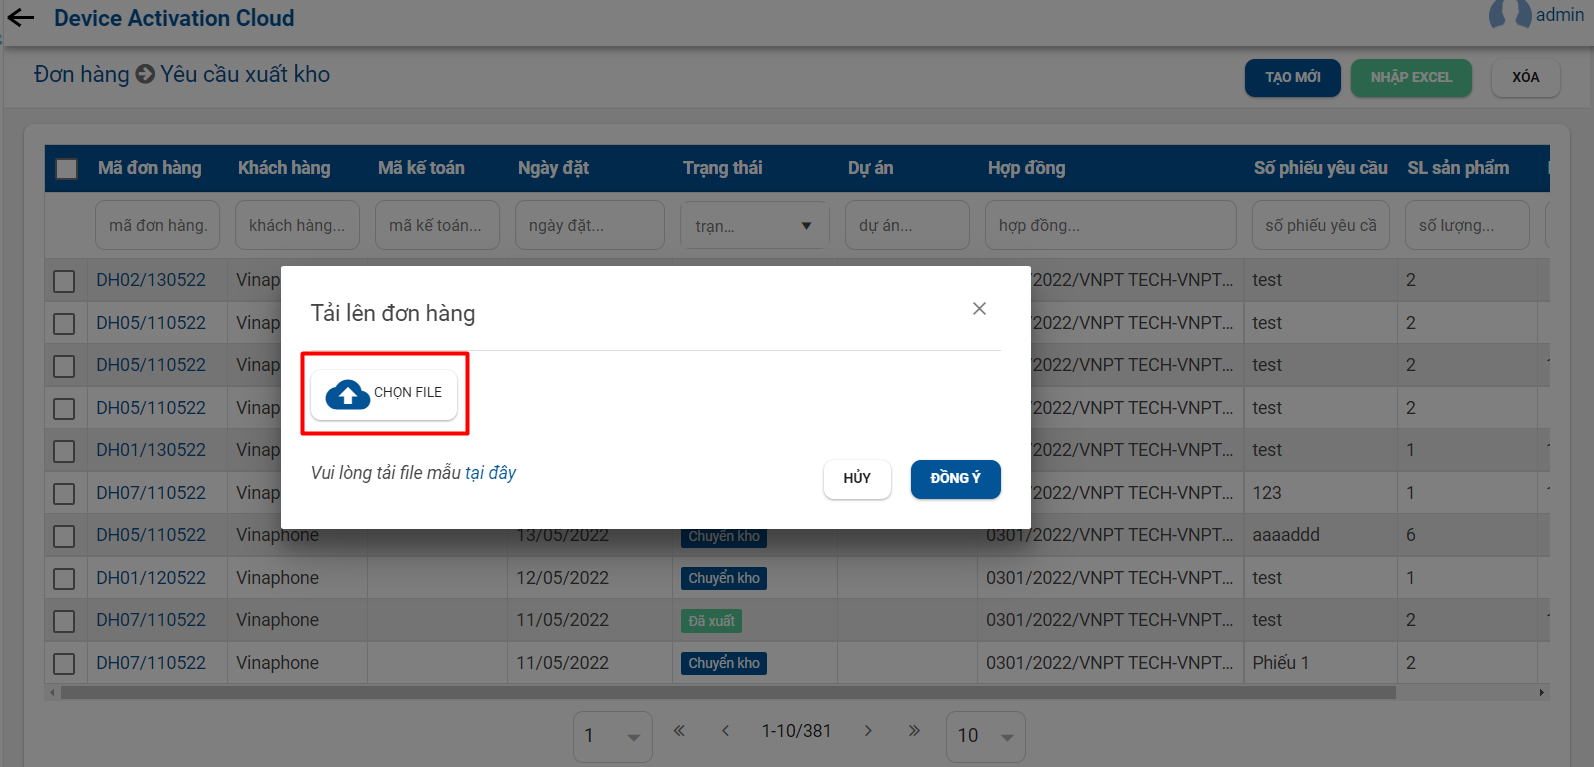 Device Activation Cloud
admin
Đơn hàng Yêu cầu xuất kho
TẠO MỚI NHẬP EXCEL XÓA
Mã đơn hàng Khách hàng Mã kế toán Ngày đặt Trạng thái Dự án Hợp đồng Số phiếu yêu cầu SL sản phẩm
mã đơn hàng. khách hàng... mã kế toán... ngày đặt... trạn... dự án... hợp đồng... số phiếu yêu cầ số lượng...
DH02/130522 Vinap /2022/VNPT TECH-VNPT... test 2
DH05/110522 Vinap /2022/VNPT TECH-VNPT... test 2
DH05/110522 Vinap /2022/VNPT TECH-VNPT... test 2
DH05/110522 Vinap /2022/VNPT TECH-VNPT... test 2
DH01/130522 Vinap /2022/VNPT TECH-VNPT... test 1
DH07/110522 Vinap /2022/VNPT TECH-VNPT... 123 1
Tải lên đơn hàng
CHỌN FILE
Vui lòng tải file mẫu tại đây
HỦY ĐỒNG Ý
DH05/110522 Vinaphone 13/05/2022 Chuyển kho 0301/2022/VNPT TECH-VNPT... aaaaddd 6
DH01/120522 Vinaphone 12/05/2022 Chuyển kho 0301/2022/VNPT TECH-VNPT... test 1
DH07/110522 Vinaphone 11/05/2022 Đã xuất 0301/2022/VNPT TECH-VNPT... test 2
DH07/110522 Vinaphone 11/05/2022 Chuyển kho 0301/2022/VNPT TECH-VNPT... Phiếu 1 2
1 « < 1-10/381 > » 10